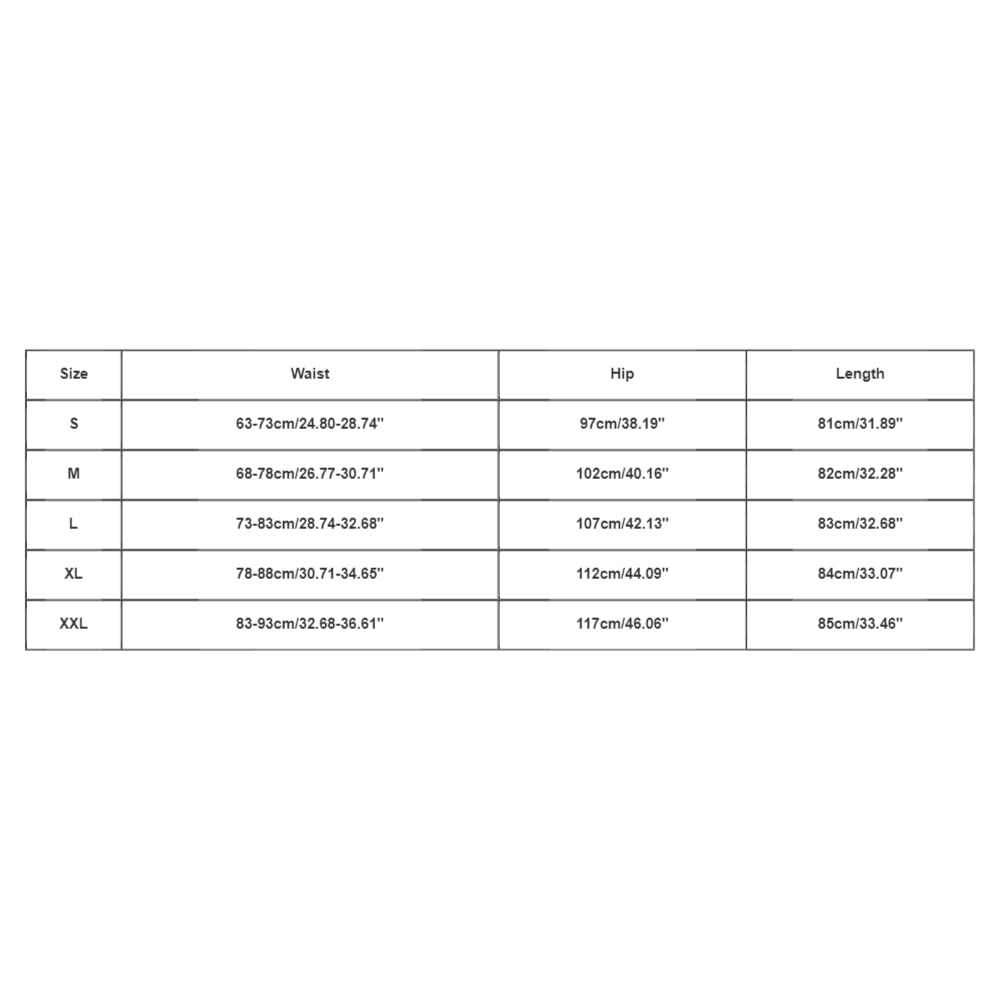 Size Waist Hip Length
S 63-73cm/24.80-28.74" 97cm/38.19" 81cm/31.89"
M 68-78cm/26.77-30.71" 102cm/40.16" 82cm/32.28"
L 73-83cm/28.74-32.68" 107cm/42.13" 83cm/32.68"
XL 78-88cm/30.71-34.65" 112cm/44.09" 84cm/33.07"
XXL 83-93cm/32.68-36.61" 117cm/46.06" 85cm/33.46"